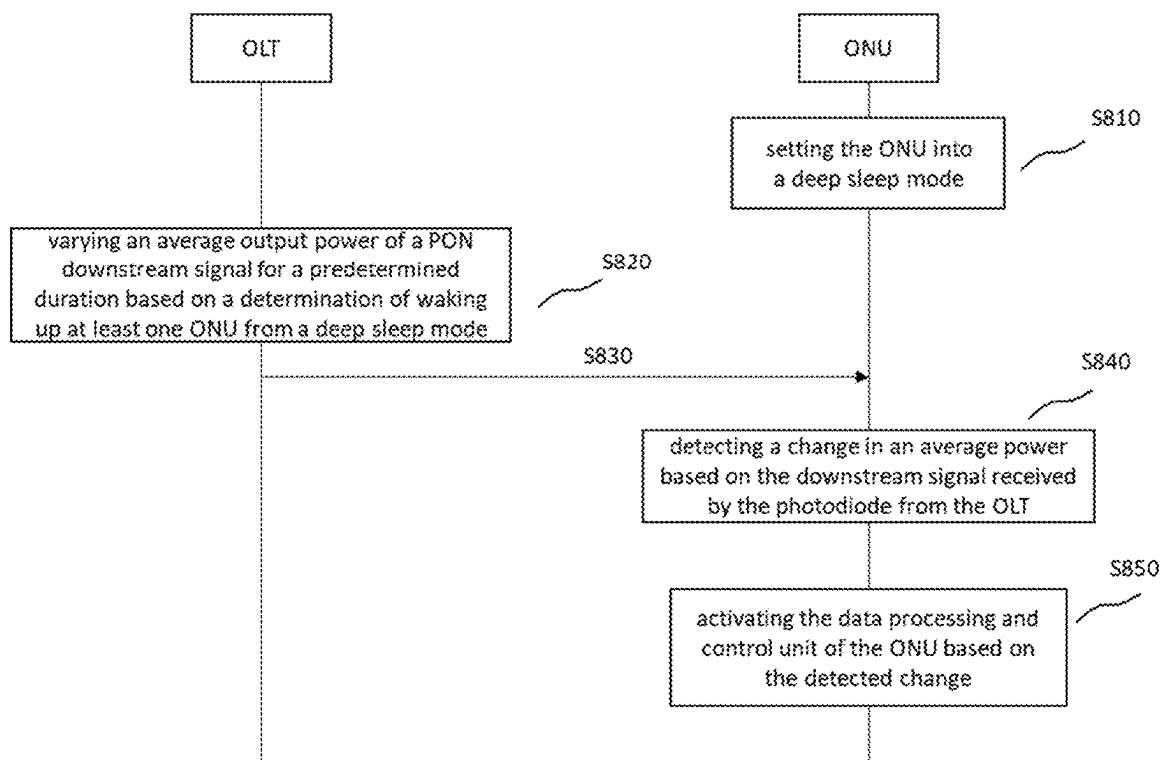 OLT
ONU
S810
setting the ONU into
a deep sleep mode
varying an average output power of a PON
downstream signal for a predetermined
duration based on a determination of waking
up at least one ONU from a deep sleep mode
S820
S830
S840
detecting a change in an average power
based on the downstream signal received
by the photodiode from the OLT
S850
activating the data processing and
control unit of the ONU based on
the detected change